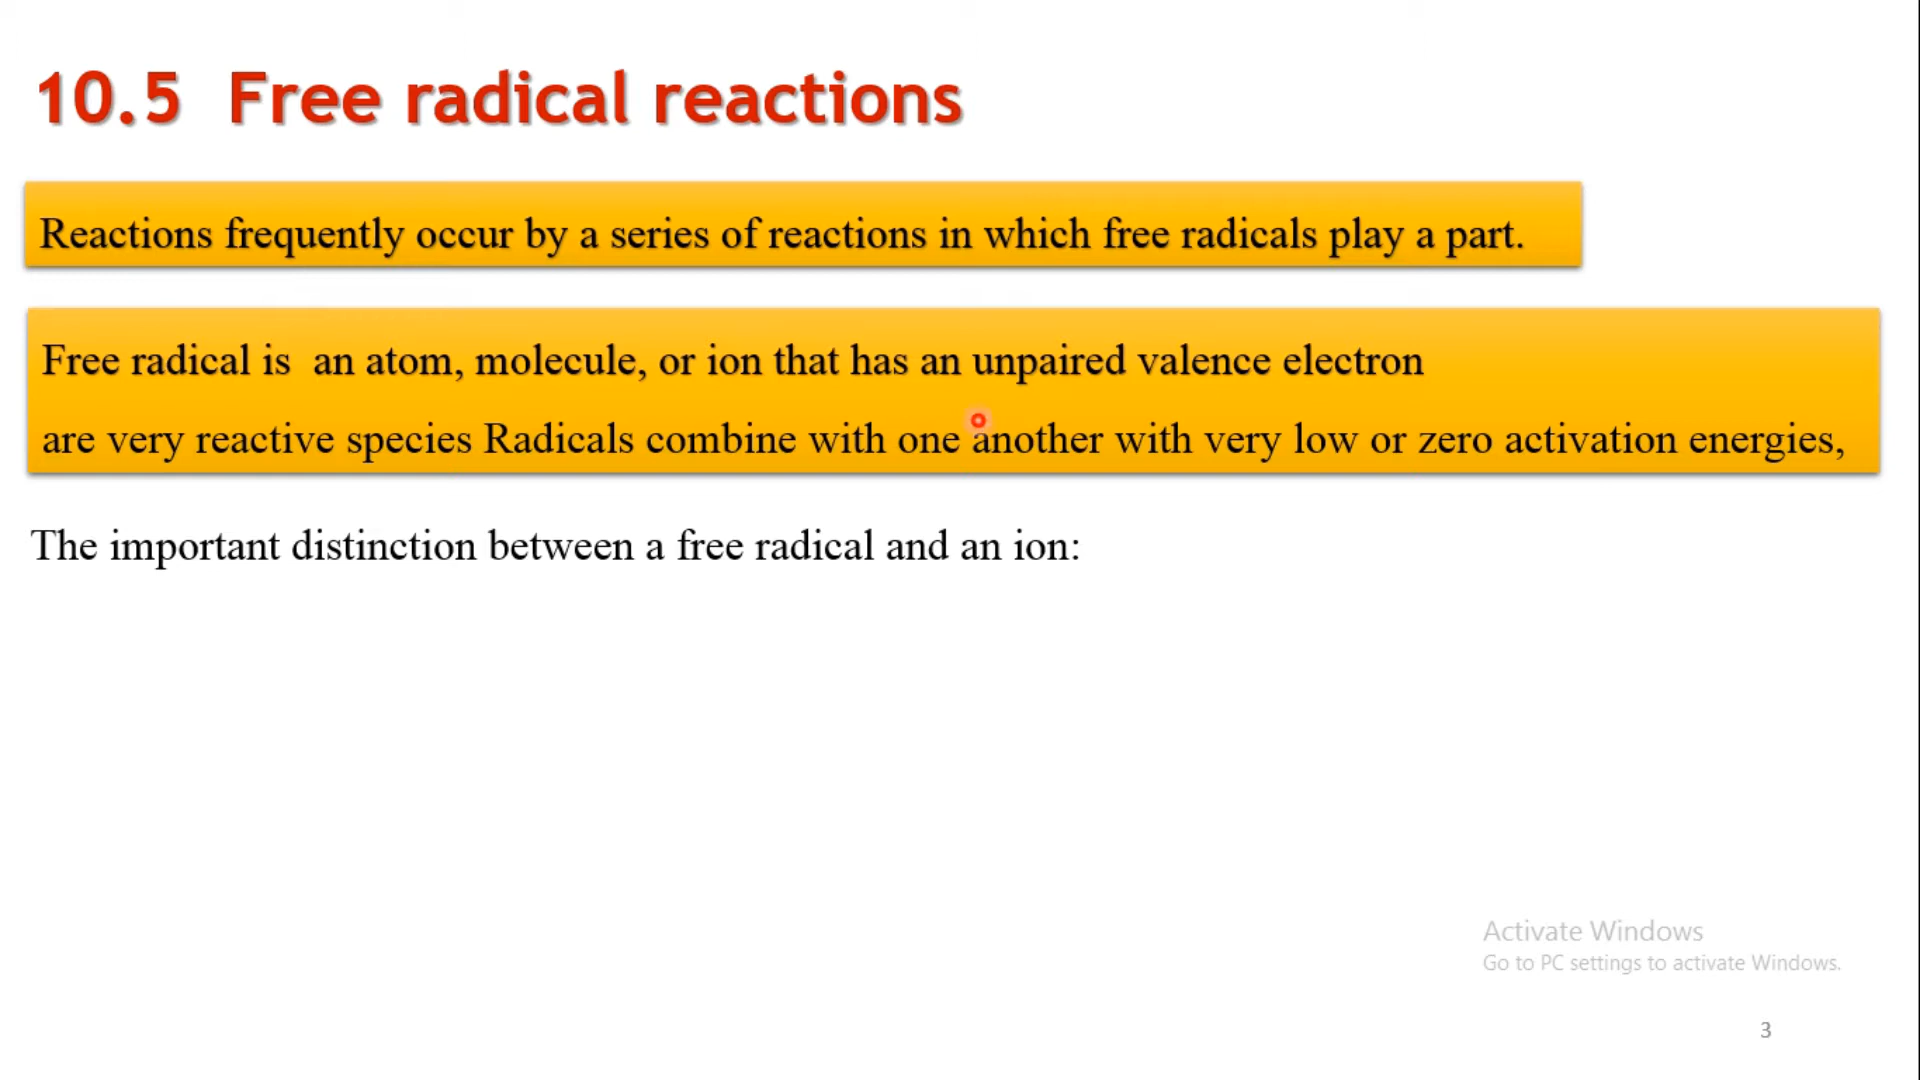 10.5 Free radical reactions
Reactions frequently occur by a series of reactions in which free radicals play a part.
Free radical is an atom, molecule, or ion that has an unpaired valence electron
are very reactive species Radicals combine with one another with very low or zero activation energies,
The important distinction between a free radical and an ion:
Activate Windows
Go to PC settings to activate Windows.
3